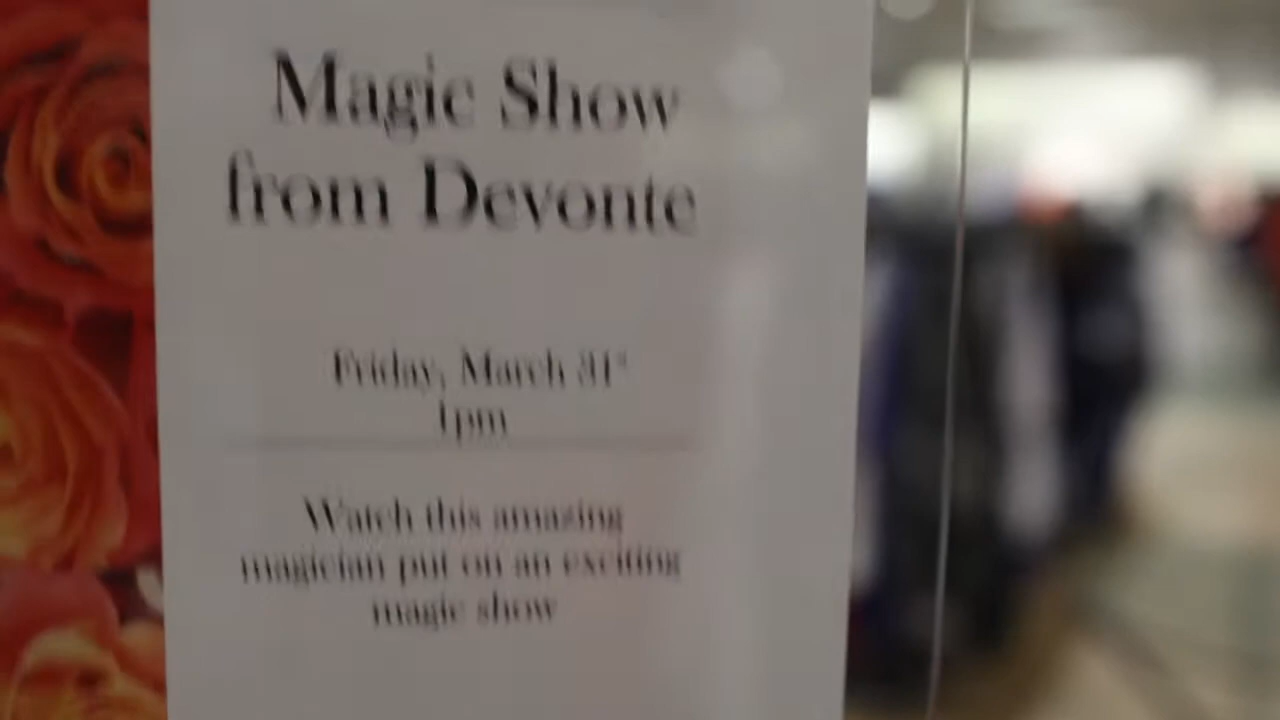 Magic Show
from Devonte
Friday, March 31st
1pm
Watch this amazing
magician put on an exciting
magic show